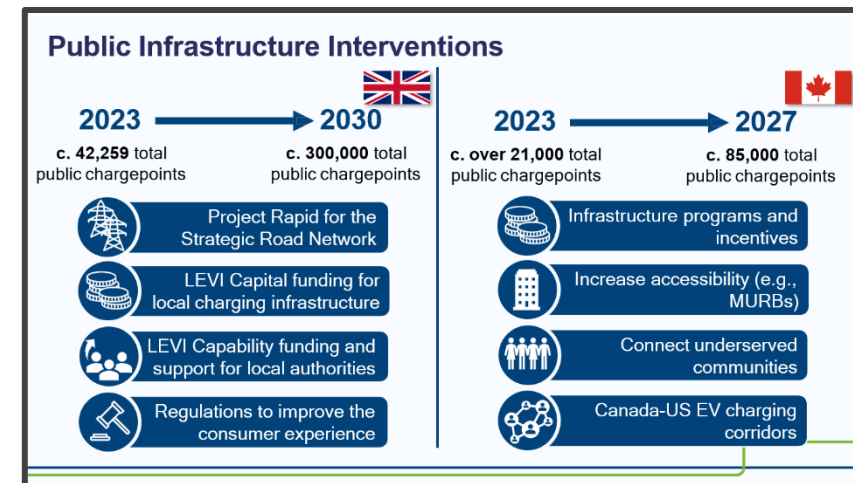 Public Infrastructure Interventions
2023
2030
c. 42,259 total
public chargepoints
c. 300,000 total
public chargepoints
Project Rapid for the
Strategic Road Network
LEVI Capital funding for
local charging infrastructure
LEVI Capability funding and
support for local authorities
Regulations to improve the
consumer experience
2023
2027
c. over 21,000 total
public chargepoints
c. 85,000 total
public chargepoints
Infrastructure programs and
incentives
Increase accessibility (e.g.,
MURBs)
Connect underserved
communities
Canada-US EV charging
corridors